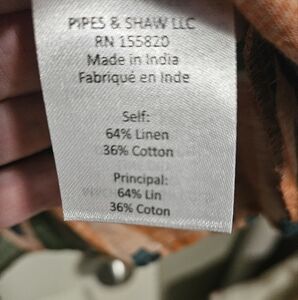 PIPES & SHAW LLC
RN 155820
Made in India
Fabriqué en Inde
Self:
64% Linen
36% Cotton
Principal:
64% Lin
36% Coton